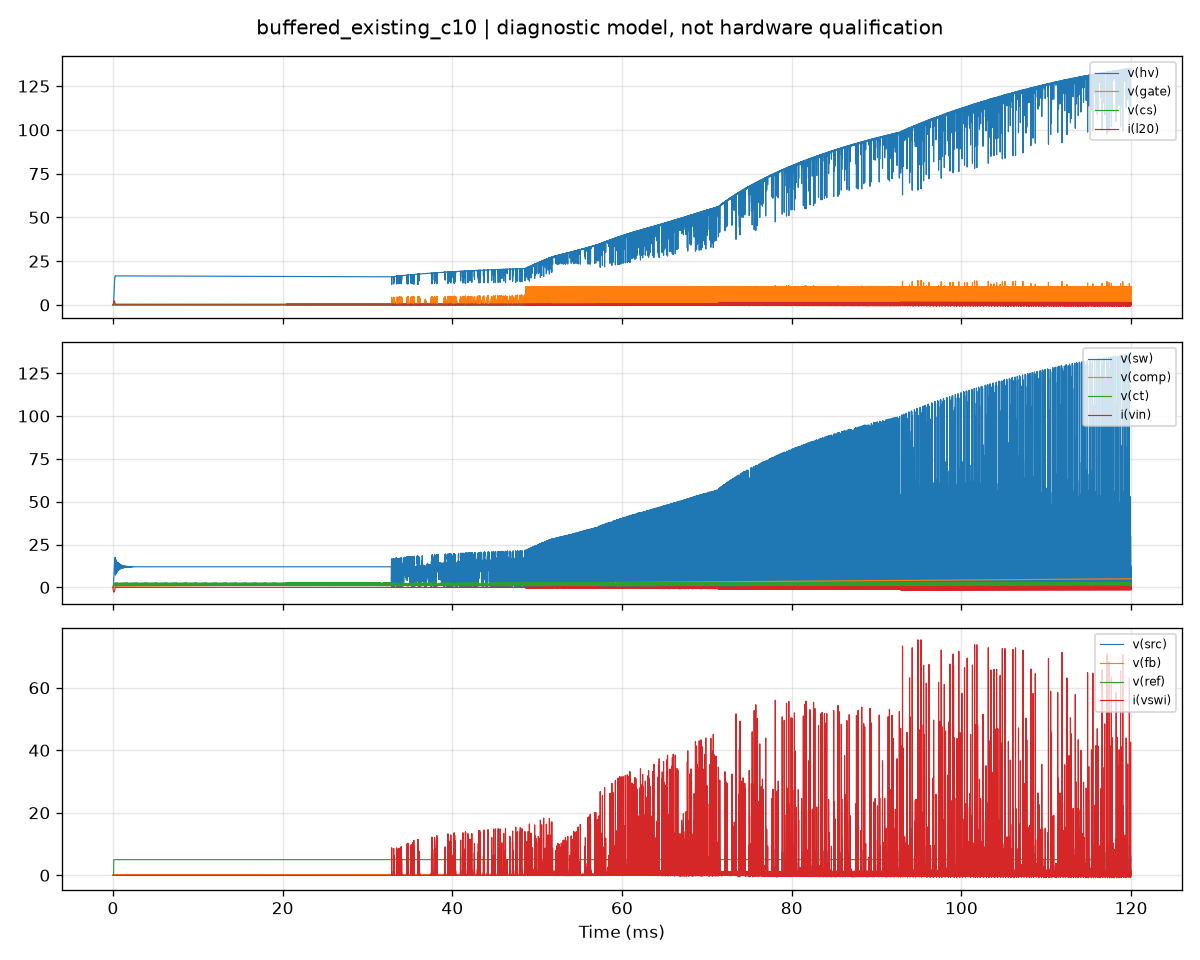 buffered_existing_c10 | diagnostic model, not hardware qualification
125
100
75
50
25
0
v(hv)
v(gate)
v(cs)
i(l20)
125
100
75
50
25
0
v(sw)
v(comp)
v(ct)
i(vin)
60
40
20
0
v(src)
v(fb)
v(ref)
i(vswi)
0 20 40 60 80 100 120
Time (ms)